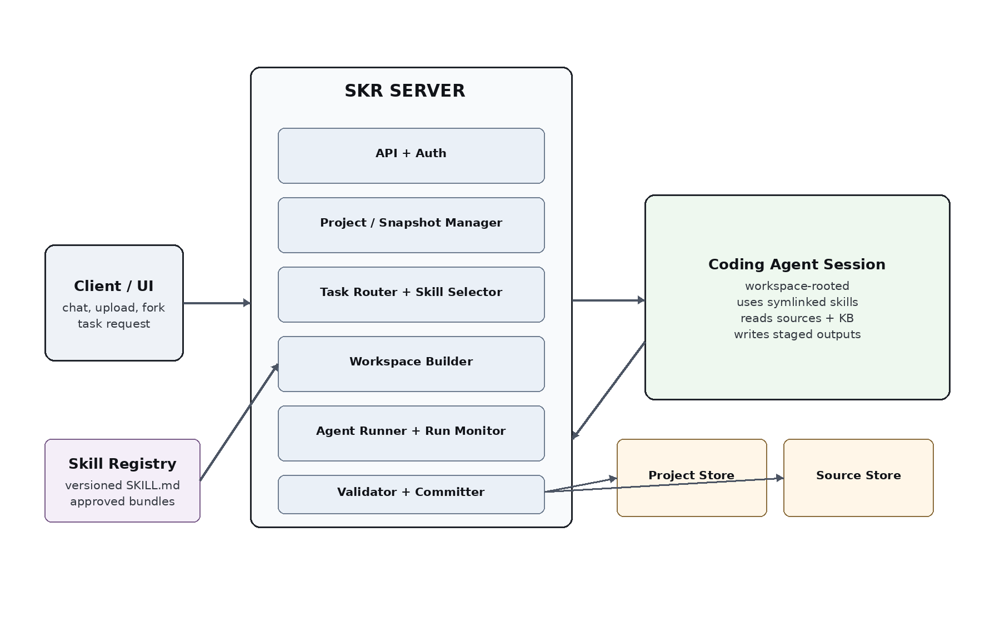 SKR SERVER
API + Auth
Project / Snapshot Manager
Task Router + Skill Selector
Workspace Builder
Agent Runner + Run Monitor
Validator + Committer
Client / UI
chat, upload, fork
task request
Skill Registry
versioned SKILL.md
approved bundles
Coding Agent Session
workspace-rooted
uses symlinked skills
reads sources + KB
writes staged outputs
Project Store
Source Store